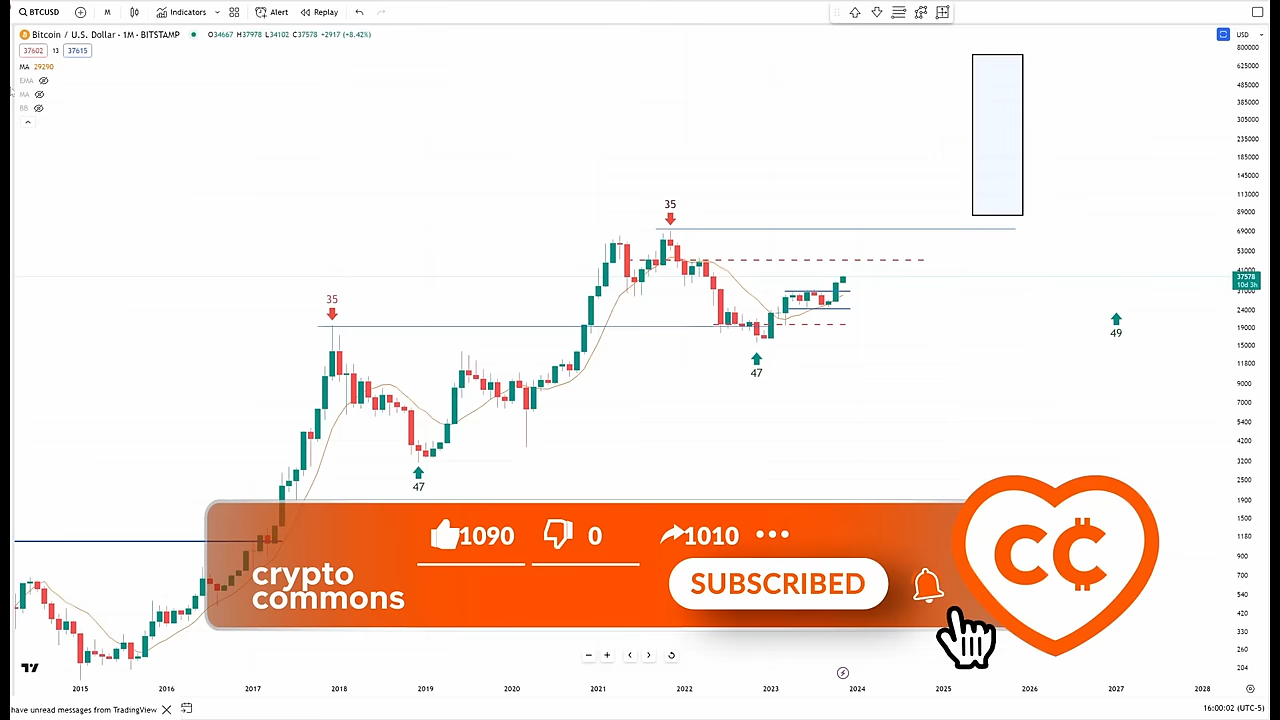 BTCUSD M Indicators Alert Replay
Bitcoin / U.S. Dollar · 1M · BITSTAMP O34667 H37978 L34102 C37578 +2917 (+8.42%) USD
37602 13 37615
MA 29290
EMA
MA
BB
800000
625000
485000
385000
305000
235000
185000
145000
113000
89000
69000
53000
41000
37578
10d 3h
31000
24000
19000
15000
11800
9000
7000
5400
4200
3200
2500
1900
1500
1180
900
700
540
420
330
260
204
35
35
47
47
49
crypto
commons
1090 0 1010
SUBSCRIBED
CC
2015 2016 2017 2018 2019 2020 2021 2022 2023 2024 2025 2026 2027 2028
have unread messages from TradingView 16:00:02 (UTC-5)